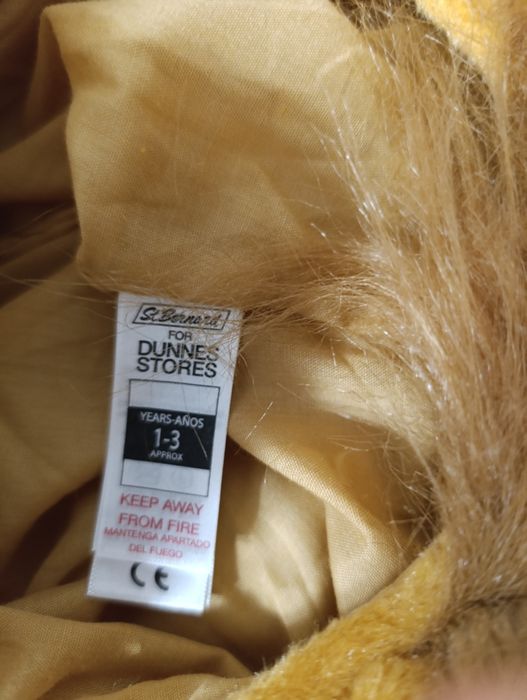 St. Bernard
FOR
DUNNES
STORES
YEARS-AÑOS
1-3
APPROX
KEEP AWAY
FROM FIRE
MANTENGA APARTADO
DEL FUEGO
CE